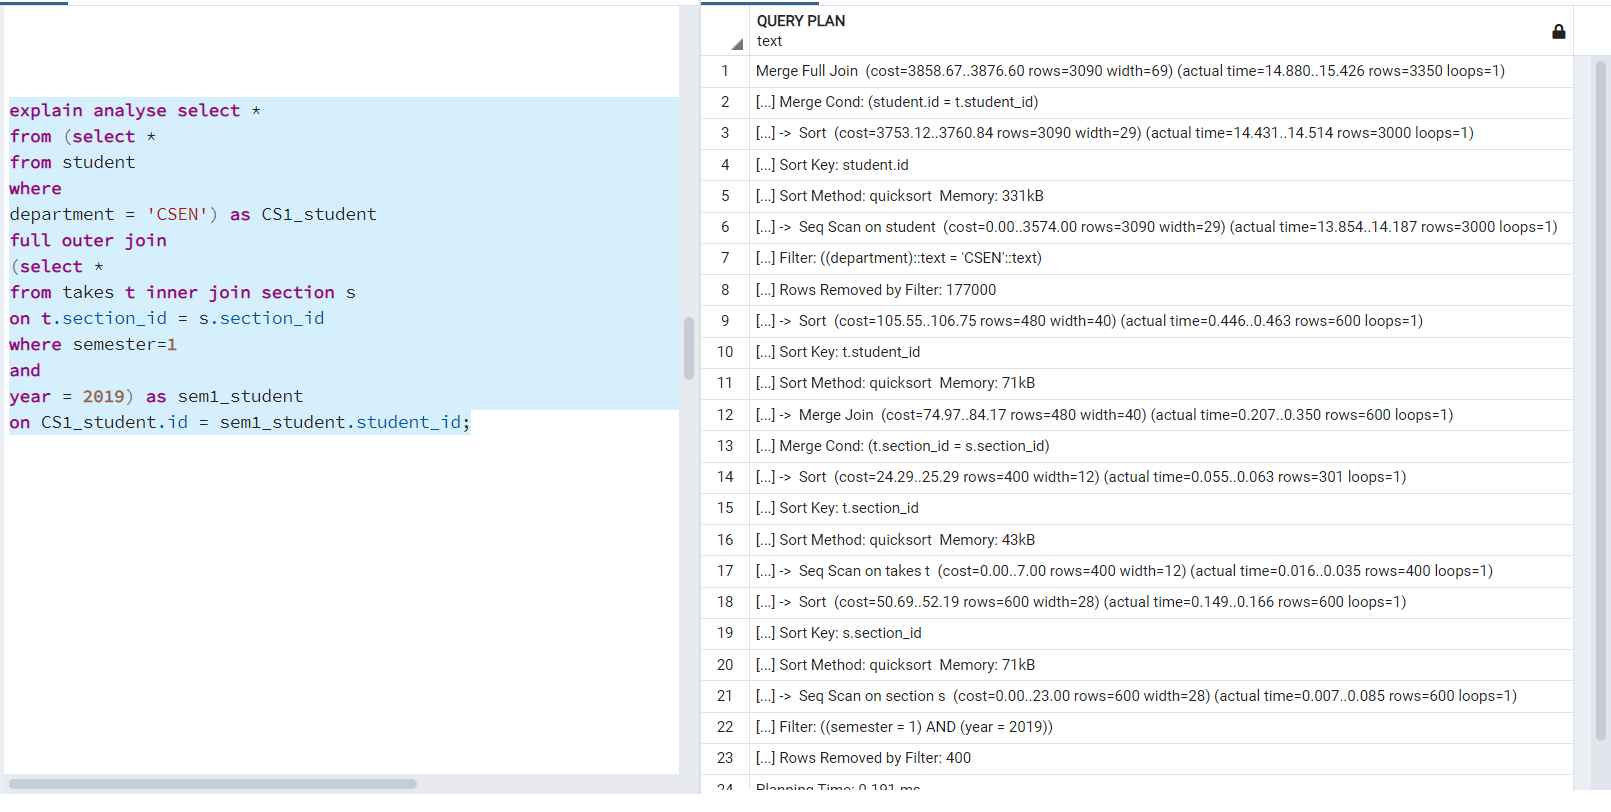 explain analyse select *
from (select *
from student
where
department = 'CSEN') as CS1_student
full outer join
(select *
from takes t inner join section s
on t.section_id = s.section_id
where semester=1
and
year = 2019) as sem1_student
on CS1_student.id = sem1_student.student_id;
QUERY PLAN
text
1 Merge Full Join (cost=3858.67..3876.60 rows=3090 width=69) (actual time=14.880..15.426 rows=3350 loops=1)
2 [...] Merge Cond: (student.id = t.student_id)
3 [...] -> Sort (cost=3753.12..3760.84 rows=3090 width=29) (actual time=14.431..14.514 rows=3000 loops=1)
4 [...] Sort Key: student.id
5 [...] Sort Method: quicksort Memory: 331kB
6 [...] -> Seq Scan on student (cost=0.00..3574.00 rows=3090 width=29) (actual time=13.854..14.187 rows=3000 loops=1)
7 [...] Filter: ((department)::text = 'CSEN'::text)
8 [...] Rows Removed by Filter: 177000
9 [...] -> Sort (cost=105.55..106.75 rows=480 width=40) (actual time=0.446..0.463 rows=600 loops=1)
10 [...] Sort Key: t.student_id
11 [...] Sort Method: quicksort Memory: 71kB
12 [...] -> Merge Join (cost=74.97..84.17 rows=480 width=40) (actual time=0.207..0.350 rows=600 loops=1)
13 [...] Merge Cond: (t.section_id = s.section_id)
14 [...] -> Sort (cost=24.29..25.29 rows=400 width=12) (actual time=0.055..0.063 rows=301 loops=1)
15 [...] Sort Key: t.section_id
16 [...] Sort Method: quicksort Memory: 43kB
17 [...] -> Seq Scan on takes t (cost=0.00..7.00 rows=400 width=12) (actual time=0.016..0.035 rows=400 loops=1)
18 [...] -> Sort (cost=50.69..52.19 rows=600 width=28) (actual time=0.149..0.166 rows=600 loops=1)
19 [...] Sort Key: s.section_id
20 [...] Sort Method: quicksort Memory: 71kB
21 [...] -> Seq Scan on section s (cost=0.00..23.00 rows=600 width=28) (actual time=0.007..0.085 rows=600 loops=1)
22 [...] Filter: ((semester = 1) AND (year = 2019))
23 [...] Rows Removed by Filter: 400
24 Planning Time: 0.191 ms